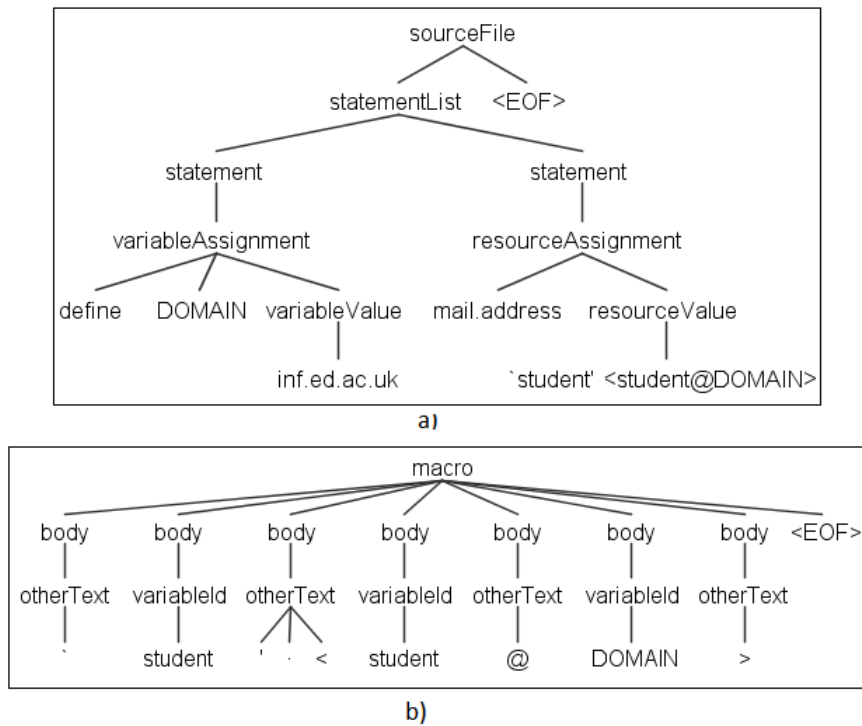 sourceFile
statementList <EOF>
statement statement
variableAssignment resourceAssignment
define DOMAIN variableValue mail.address resourceValue
inf.ed.ac.uk `student' <student@DOMAIN>
a)
macro
body body body body body body body <EOF>
otherText variableId otherText variableId otherText variableId otherText
` student ' · < student @ DOMAIN >
b)